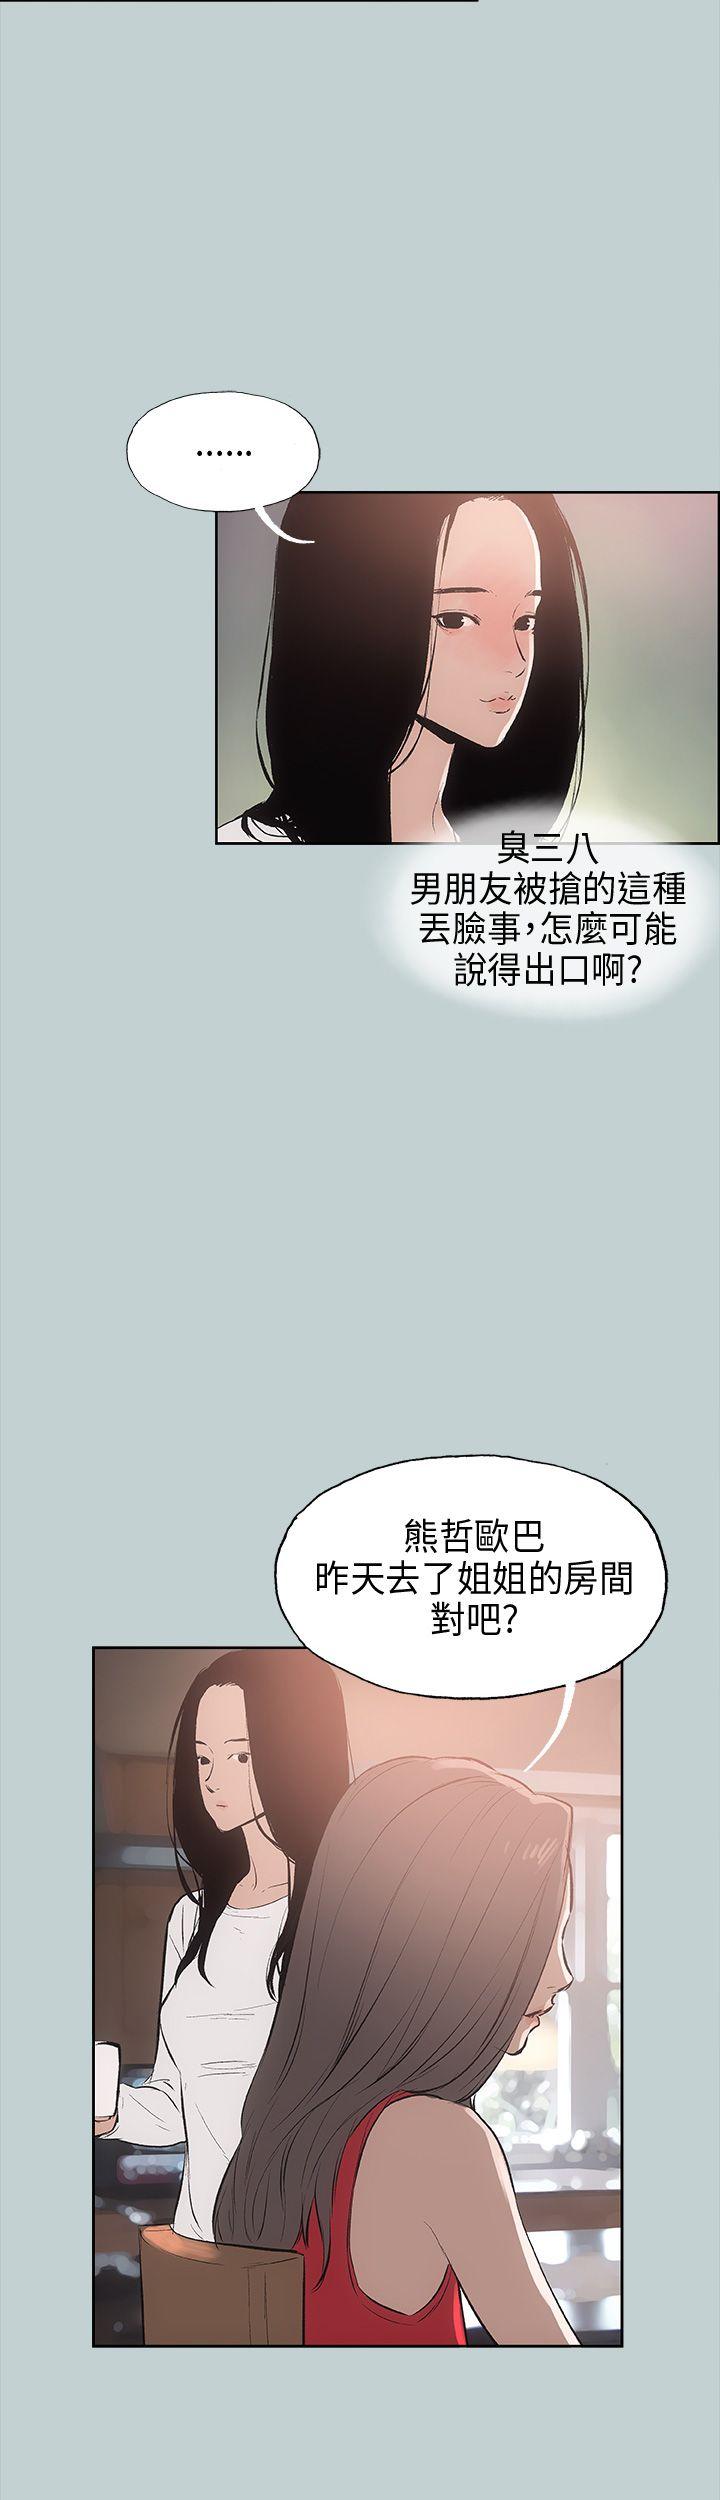 ……
臭三八
男朋友被搶的這種
丟臉事，怎麼可能
說得出口啊？
熊哲歐巴
昨天去了姐姐的房間
對吧？